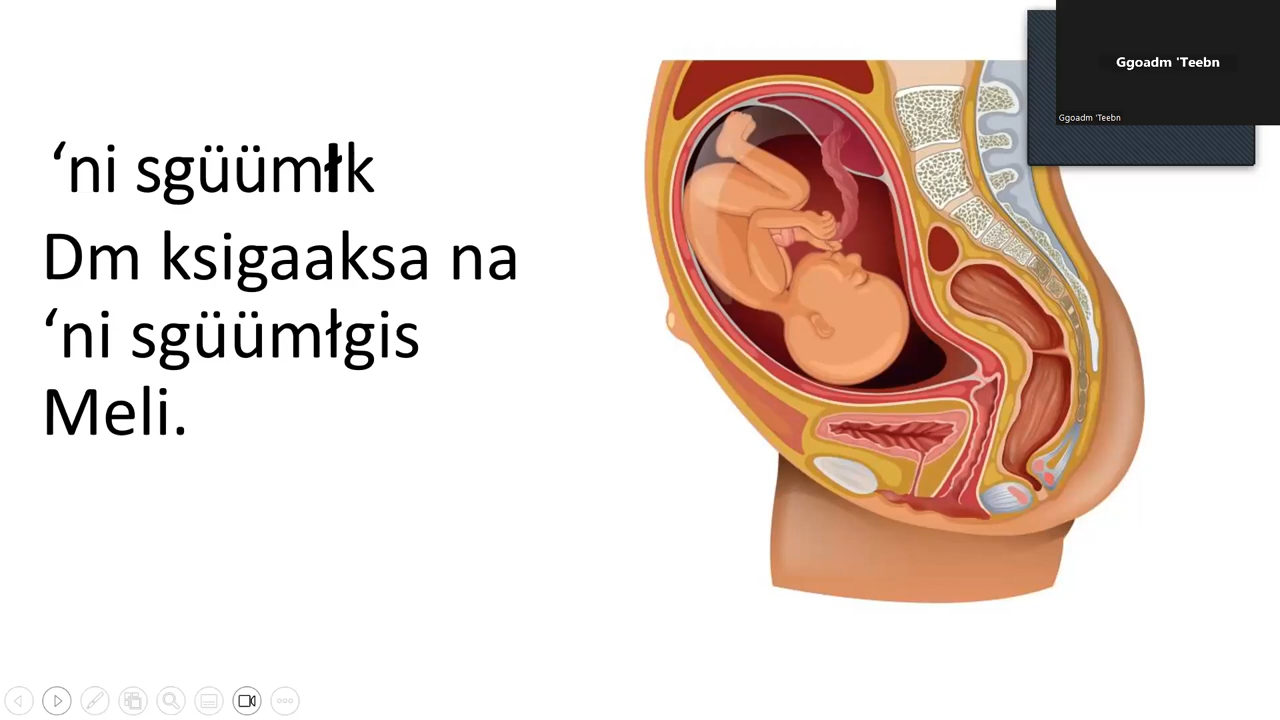 ‘ni sgüümłk
Dm ksigaaksa na
‘ni sgüümłgis
Meli.
Ggoadm 'Teebn
Ggoadm 'Teebn